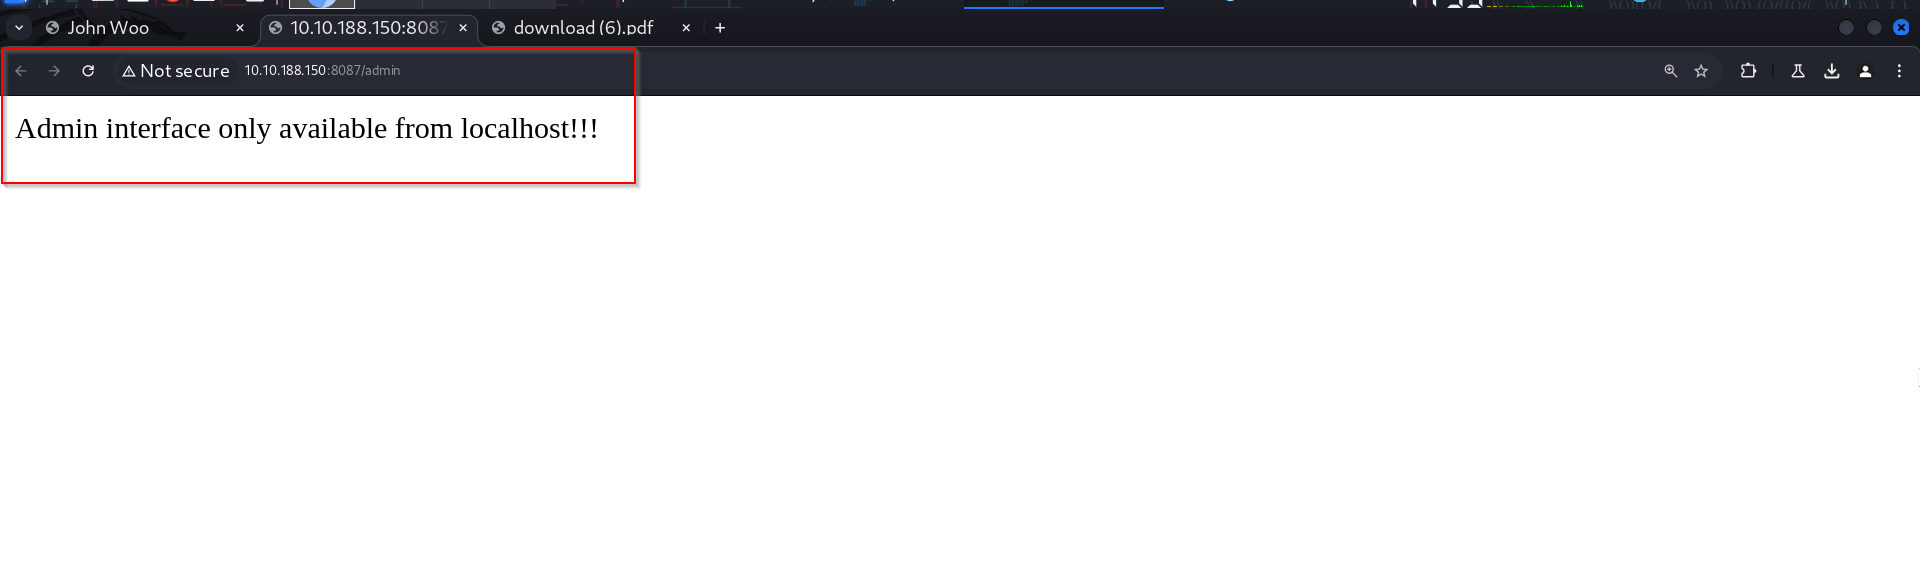 John Woo
10.10.188.150:8087
download (6).pdf
Not secure
10.10.188.150:8087/admin
Admin interface only available from localhost!!!